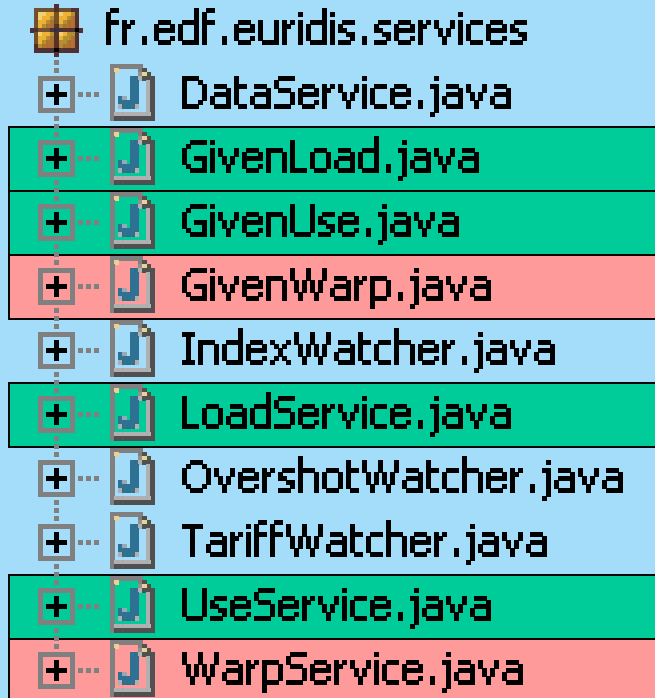 fr.edf.euridis.services
DataService.java
GivenLoad.java
GivenUse.java
GivenWarp.java
IndexWatcher.java
LoadService.java
OvershotWatcher.java
TariffWatcher.java
UseService.java
WarpService.java